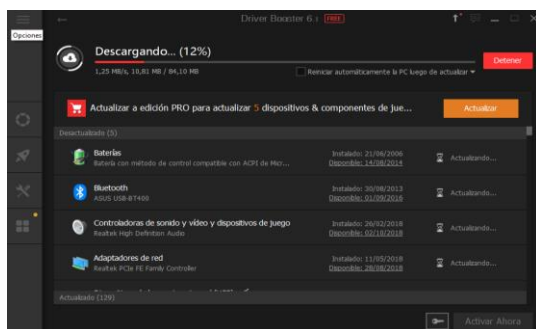 Driver Booster 6.1 FREE
Opciones
Descargando... (12%)
1,25 MB/s, 10,81 MB / 84,10 MB
Reiniciar automáticamente la PC luego de actualizar
Detener
Actualizar a edición PRO para actualizar 5 dispositivos & componentes de jue...
Actualizar
Desactualizado (5)
Baterías
Batería con método de control compatible con ACPI de Micr...
Instalado: 21/06/2006
Disponible: 14/08/2014
Actualizando...
Bluetooth
ASUS USB-BT400
Instalado: 30/08/2013
Disponible: 01/09/2016
Actualizando...
Controladoras de sonido y vídeo y dispositivos de juego
Realtek High Definition Audio
Instalado: 26/02/2018
Disponible: 02/10/2018
Actualizando...
Adaptadores de red
Realtek PCIe FE Family Controller
Instalado: 11/05/2018
Disponible: 28/08/2018
Actualizando...
Actualizado (129)
Activar Ahora